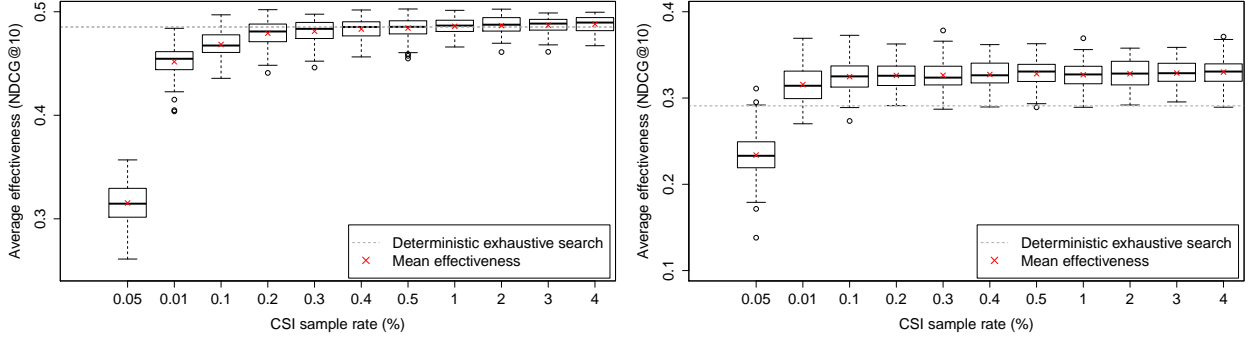 0.5
0.4
0.3
Average effectiveness (NDCG@10)
Deterministic exhaustive search
Mean effectiveness
0.05 0.01 0.1 0.2 0.3 0.4 0.5 1 2 3 4
CSI sample rate (%)
0.4
0.3
0.2
0.1
Average effectiveness (NDCG@10)
Deterministic exhaustive search
Mean effectiveness
0.05 0.01 0.1 0.2 0.3 0.4 0.5 1 2 3 4
CSI sample rate (%)